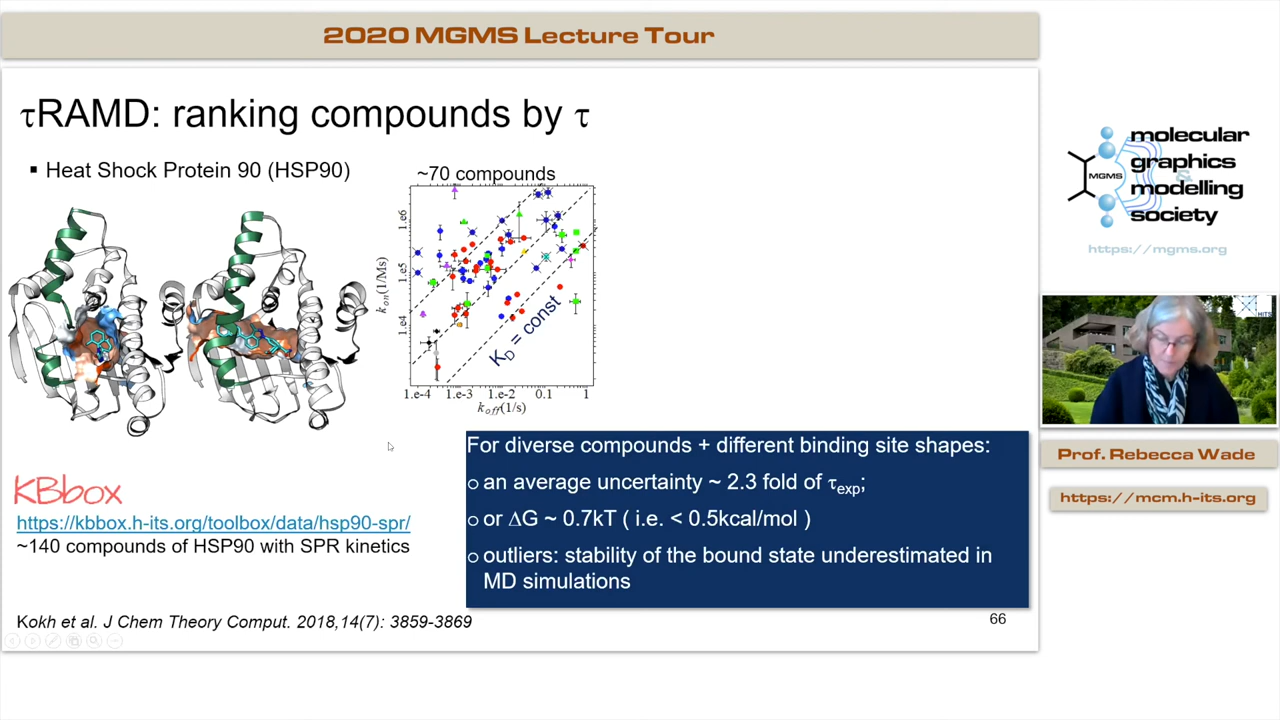 2020 MGMS Lecture Tour
τRAMD: ranking compounds by τ
▪ Heat Shock Protein 90 (HSP90)
~70 compounds
1.e6
1.e5
1.e4
k_on(1/Ms)
K_D = const
1.e-4 1.e-3 1.e-2 0.1 1
k_off(1/s)
For diverse compounds + different binding site shapes:
o an average uncertainty ~ 2.3 fold of τ_exp;
o or ΔG ~ 0.7kT ( i.e. < 0.5kcal/mol )
o outliers: stability of the bound state underestimated in
MD simulations
KBbox
https://kbbox.h-its.org/toolbox/data/hsp90-spr/
~140 compounds of HSP90 with SPR kinetics
Kokh et al. J Chem Theory Comput. 2018,14(7): 3859-3869
66
MGMS
molecular
graphics
&
modelling
society
https://mgms.org
HITS
Prof. Rebecca Wade
https://mcm.h-its.org